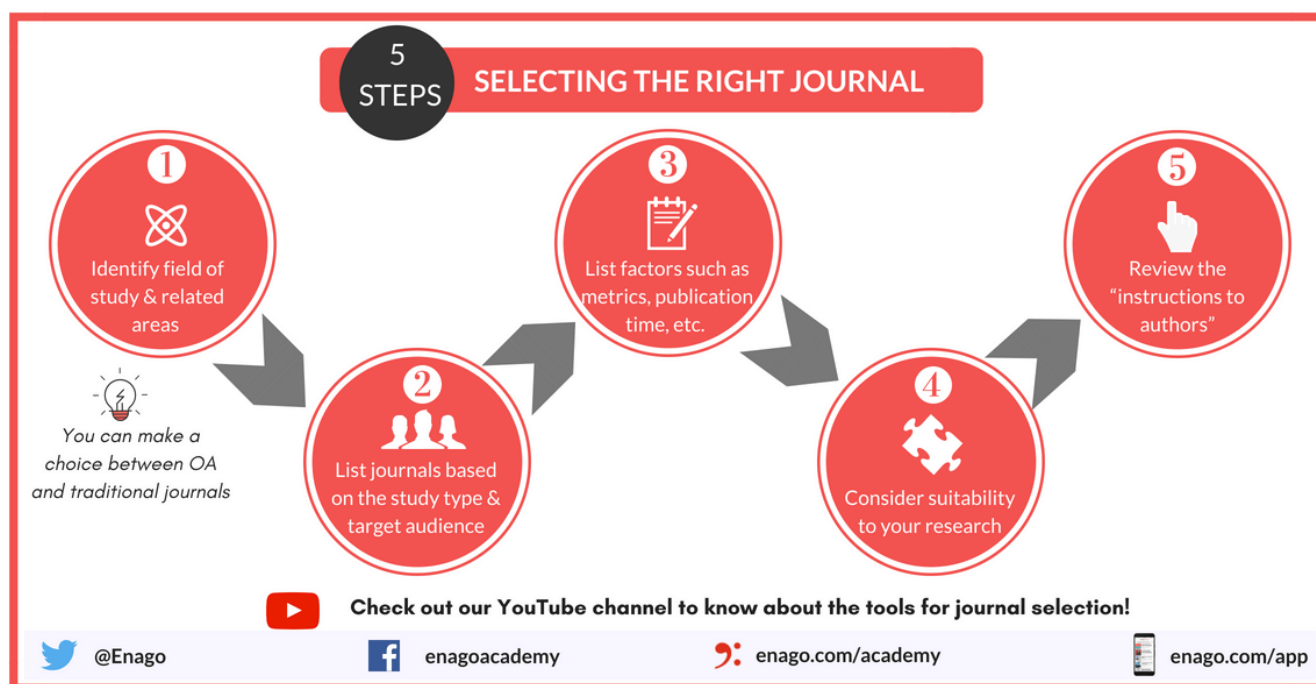 5
STEPS
SELECTING THE RIGHT JOURNAL
1
Identify field of
study & related
areas
You can make a
choice between OA
and traditional journals
2
List journals based
on the study type &
target audience
3
List factors such as
metrics, publication
time, etc.
4
Consider suitability
to your research
5
Review the
“instructions to
authors”
Check out our YouTube channel to know about the tools for journal selection!
@Enago
enagoacademy
enago.com/academy
enago.com/app